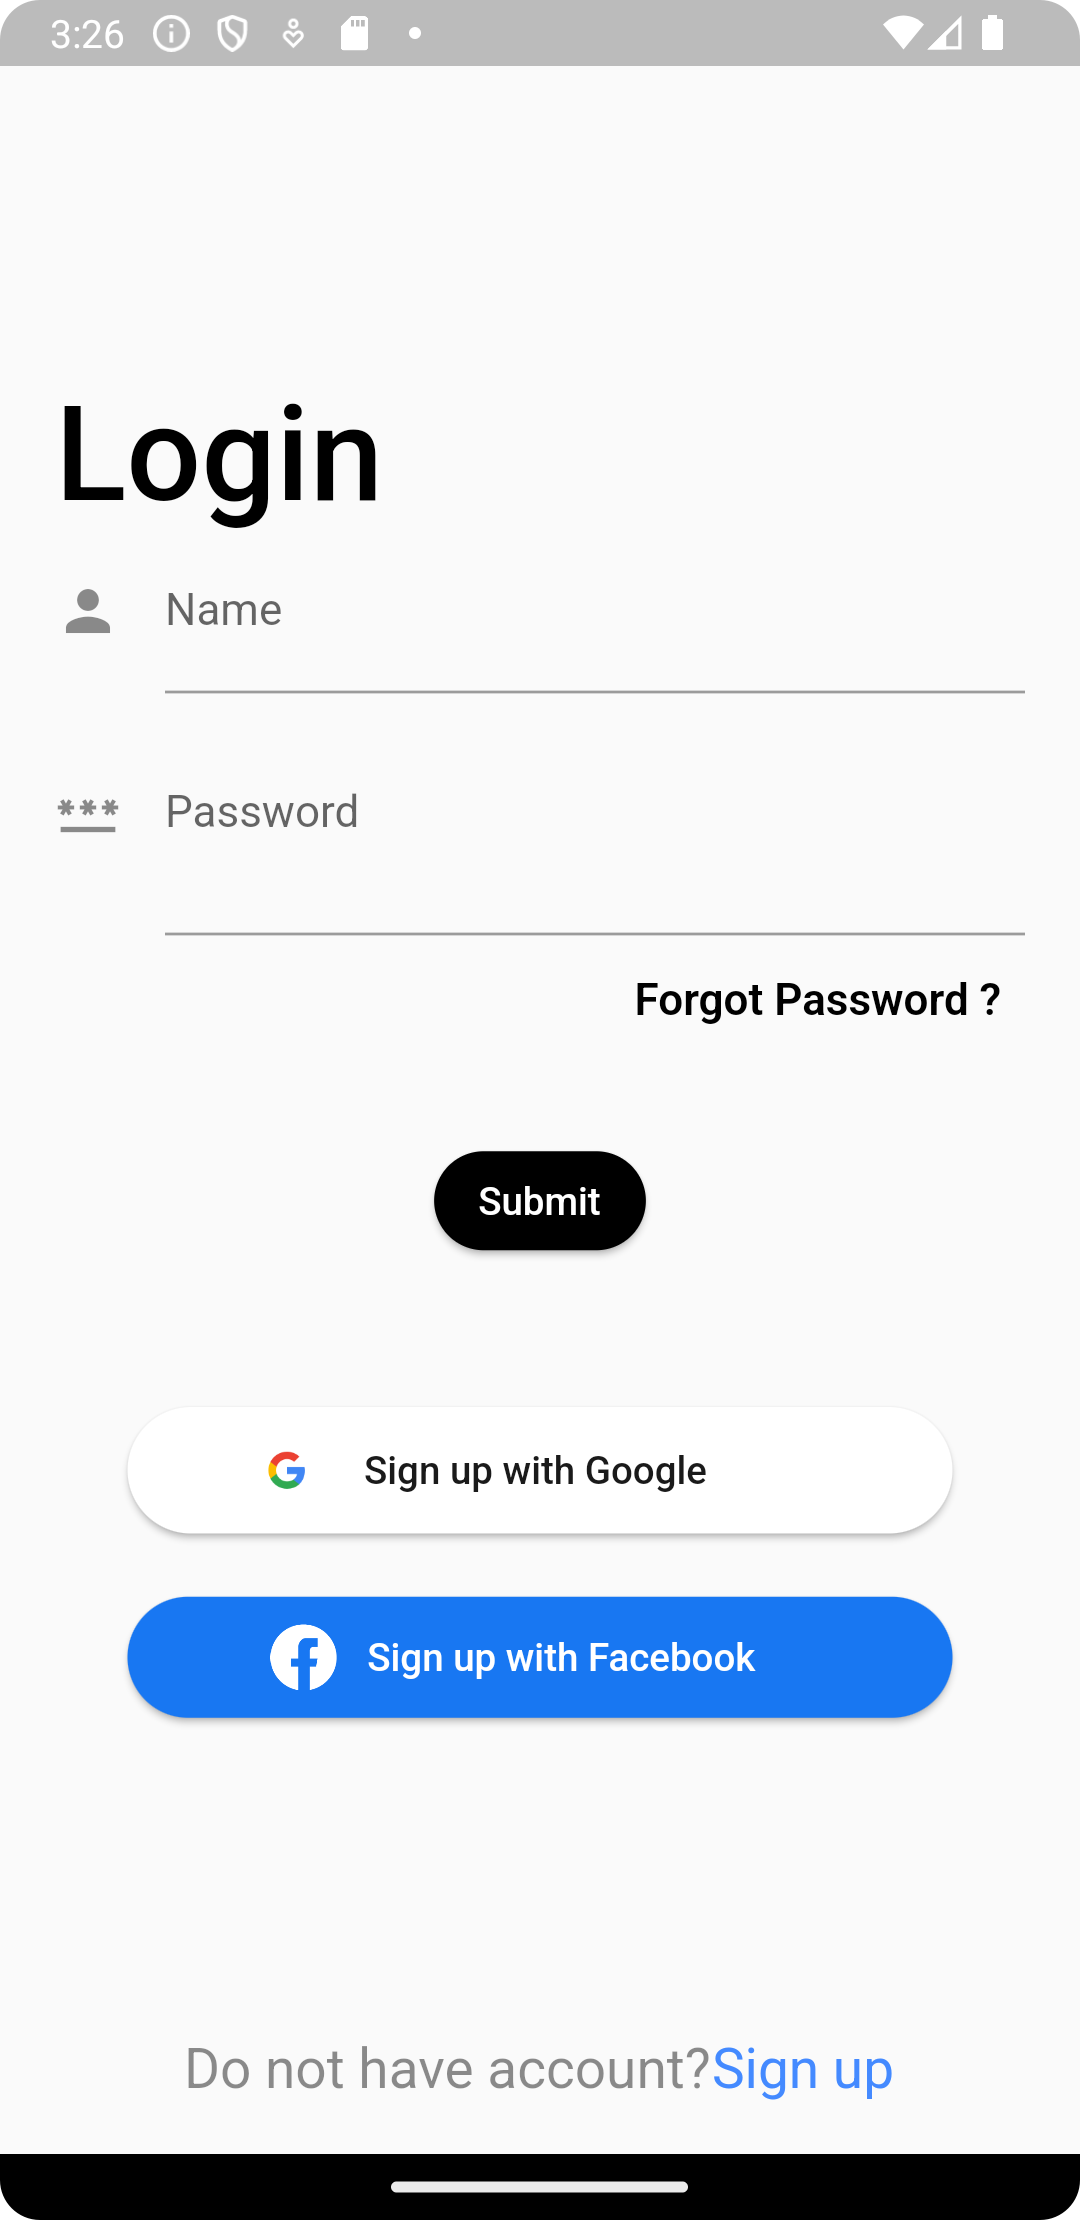 3:26
Login
Name
Password
Forgot Password ?
Submit
Sign up with Google
Sign up with Facebook
Do not have account?Sign up